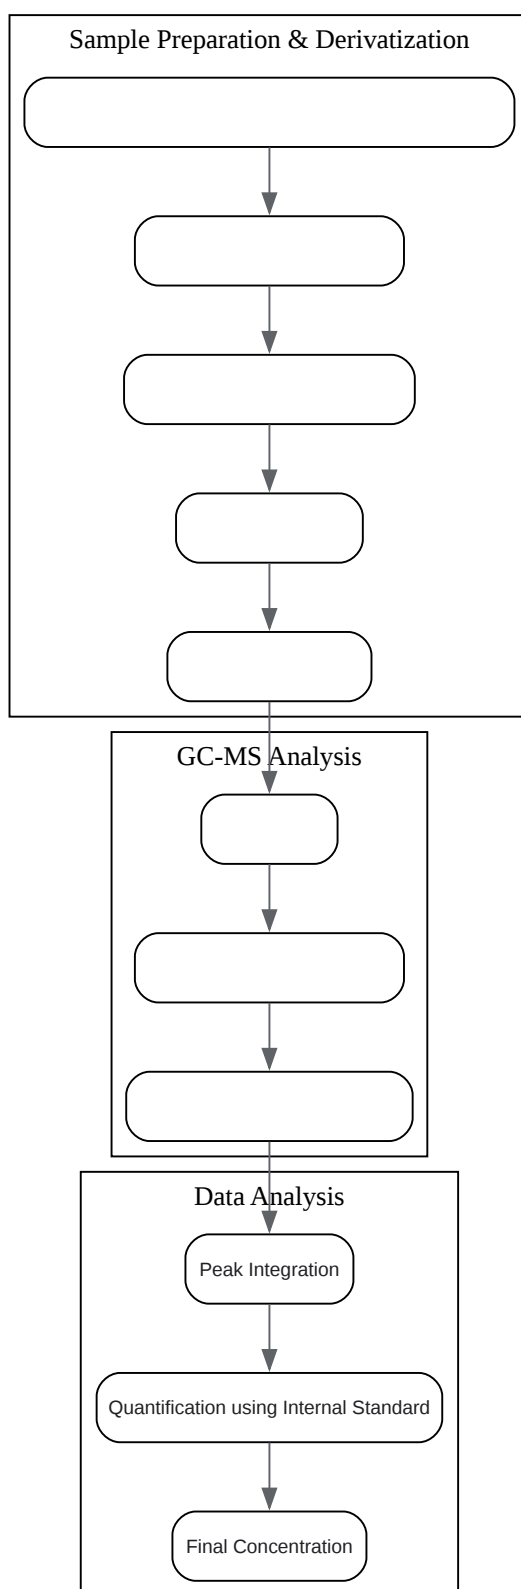 Sample Preparation & Derivatization
GC-MS Analysis
Data Analysis
Peak Integration
Quantification using Internal Standard
Final Concentration